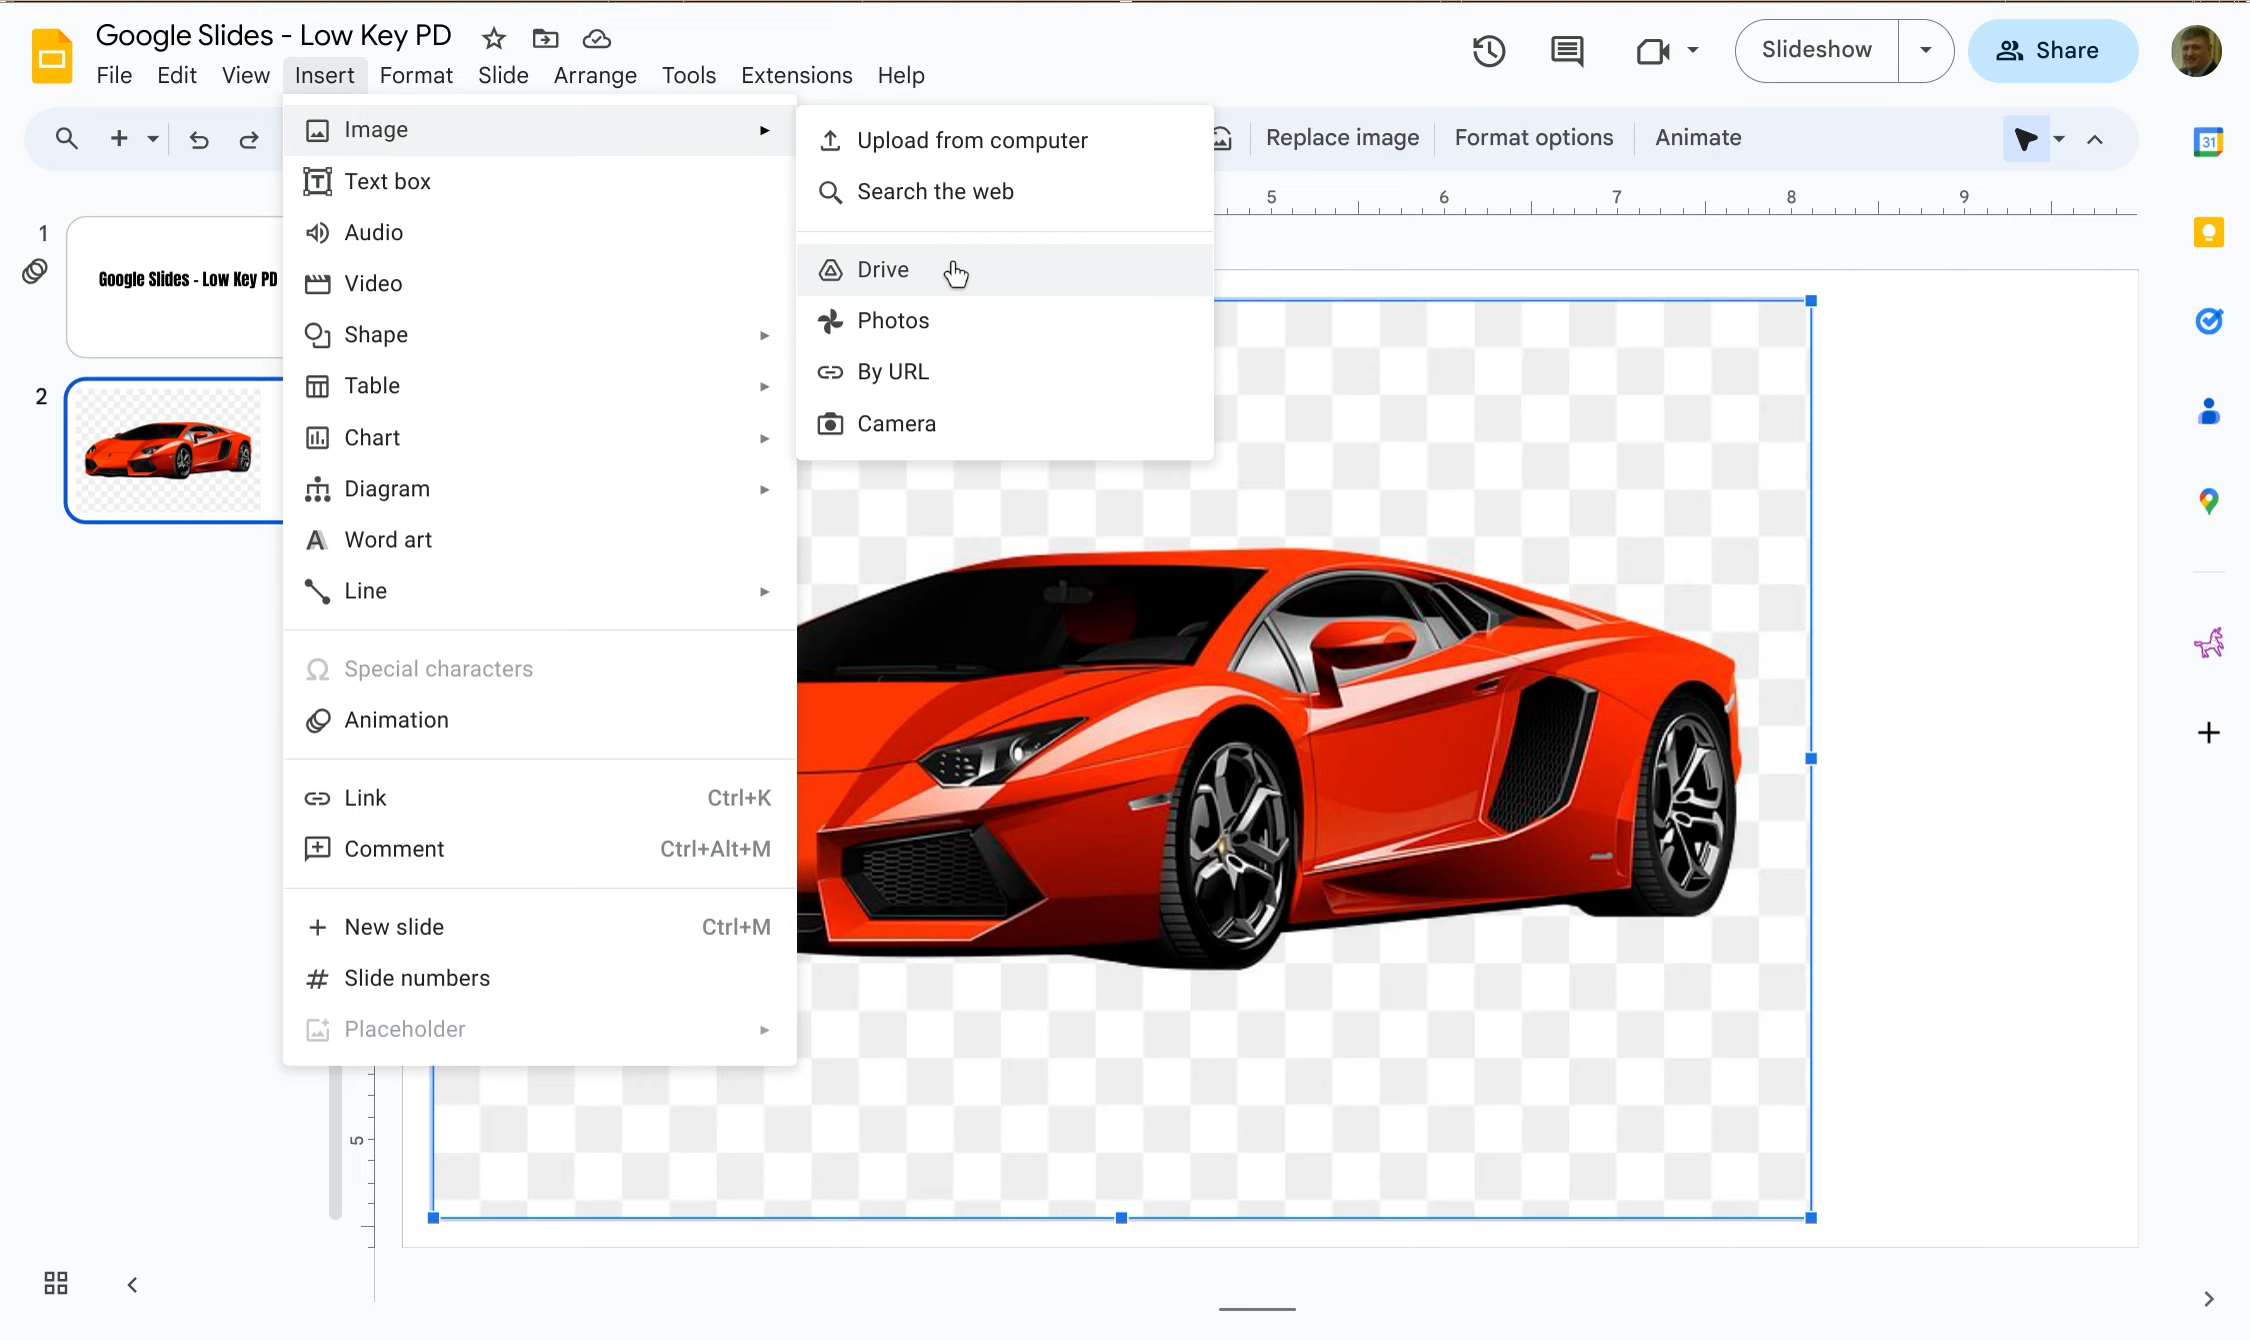 Google Slides - Low Key PD
File Edit View Insert Format Slide Arrange Tools Extensions Help
Slideshow
Share
Replace image
Format options
Animate
31
Image
Text box
Audio
Video
Shape
Table
Chart
Diagram
Word art
Line
Special characters
Animation
Link Ctrl+K
Comment Ctrl+Alt+M
New slide Ctrl+M
Slide numbers
Placeholder
Upload from computer
Search the web
Drive
Photos
By URL
Camera
5 6 7 8 9
1
Google Slides - Low Key PD
2
5